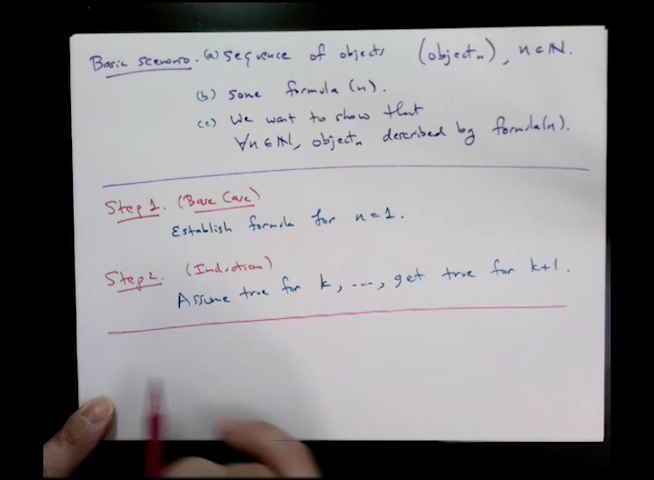 Basic scenario. (a) sequence of objects (objectₙ), n ∈ ℕ.
(b) some formula (n).
(c) We want to show that
∀n ∈ ℕ, objectₙ described by formula(n).
Step 1. (Base Case)
Establish formula for n = 1.
Step 2. (Induction)
Assume true for k, ..., get true for k+1.